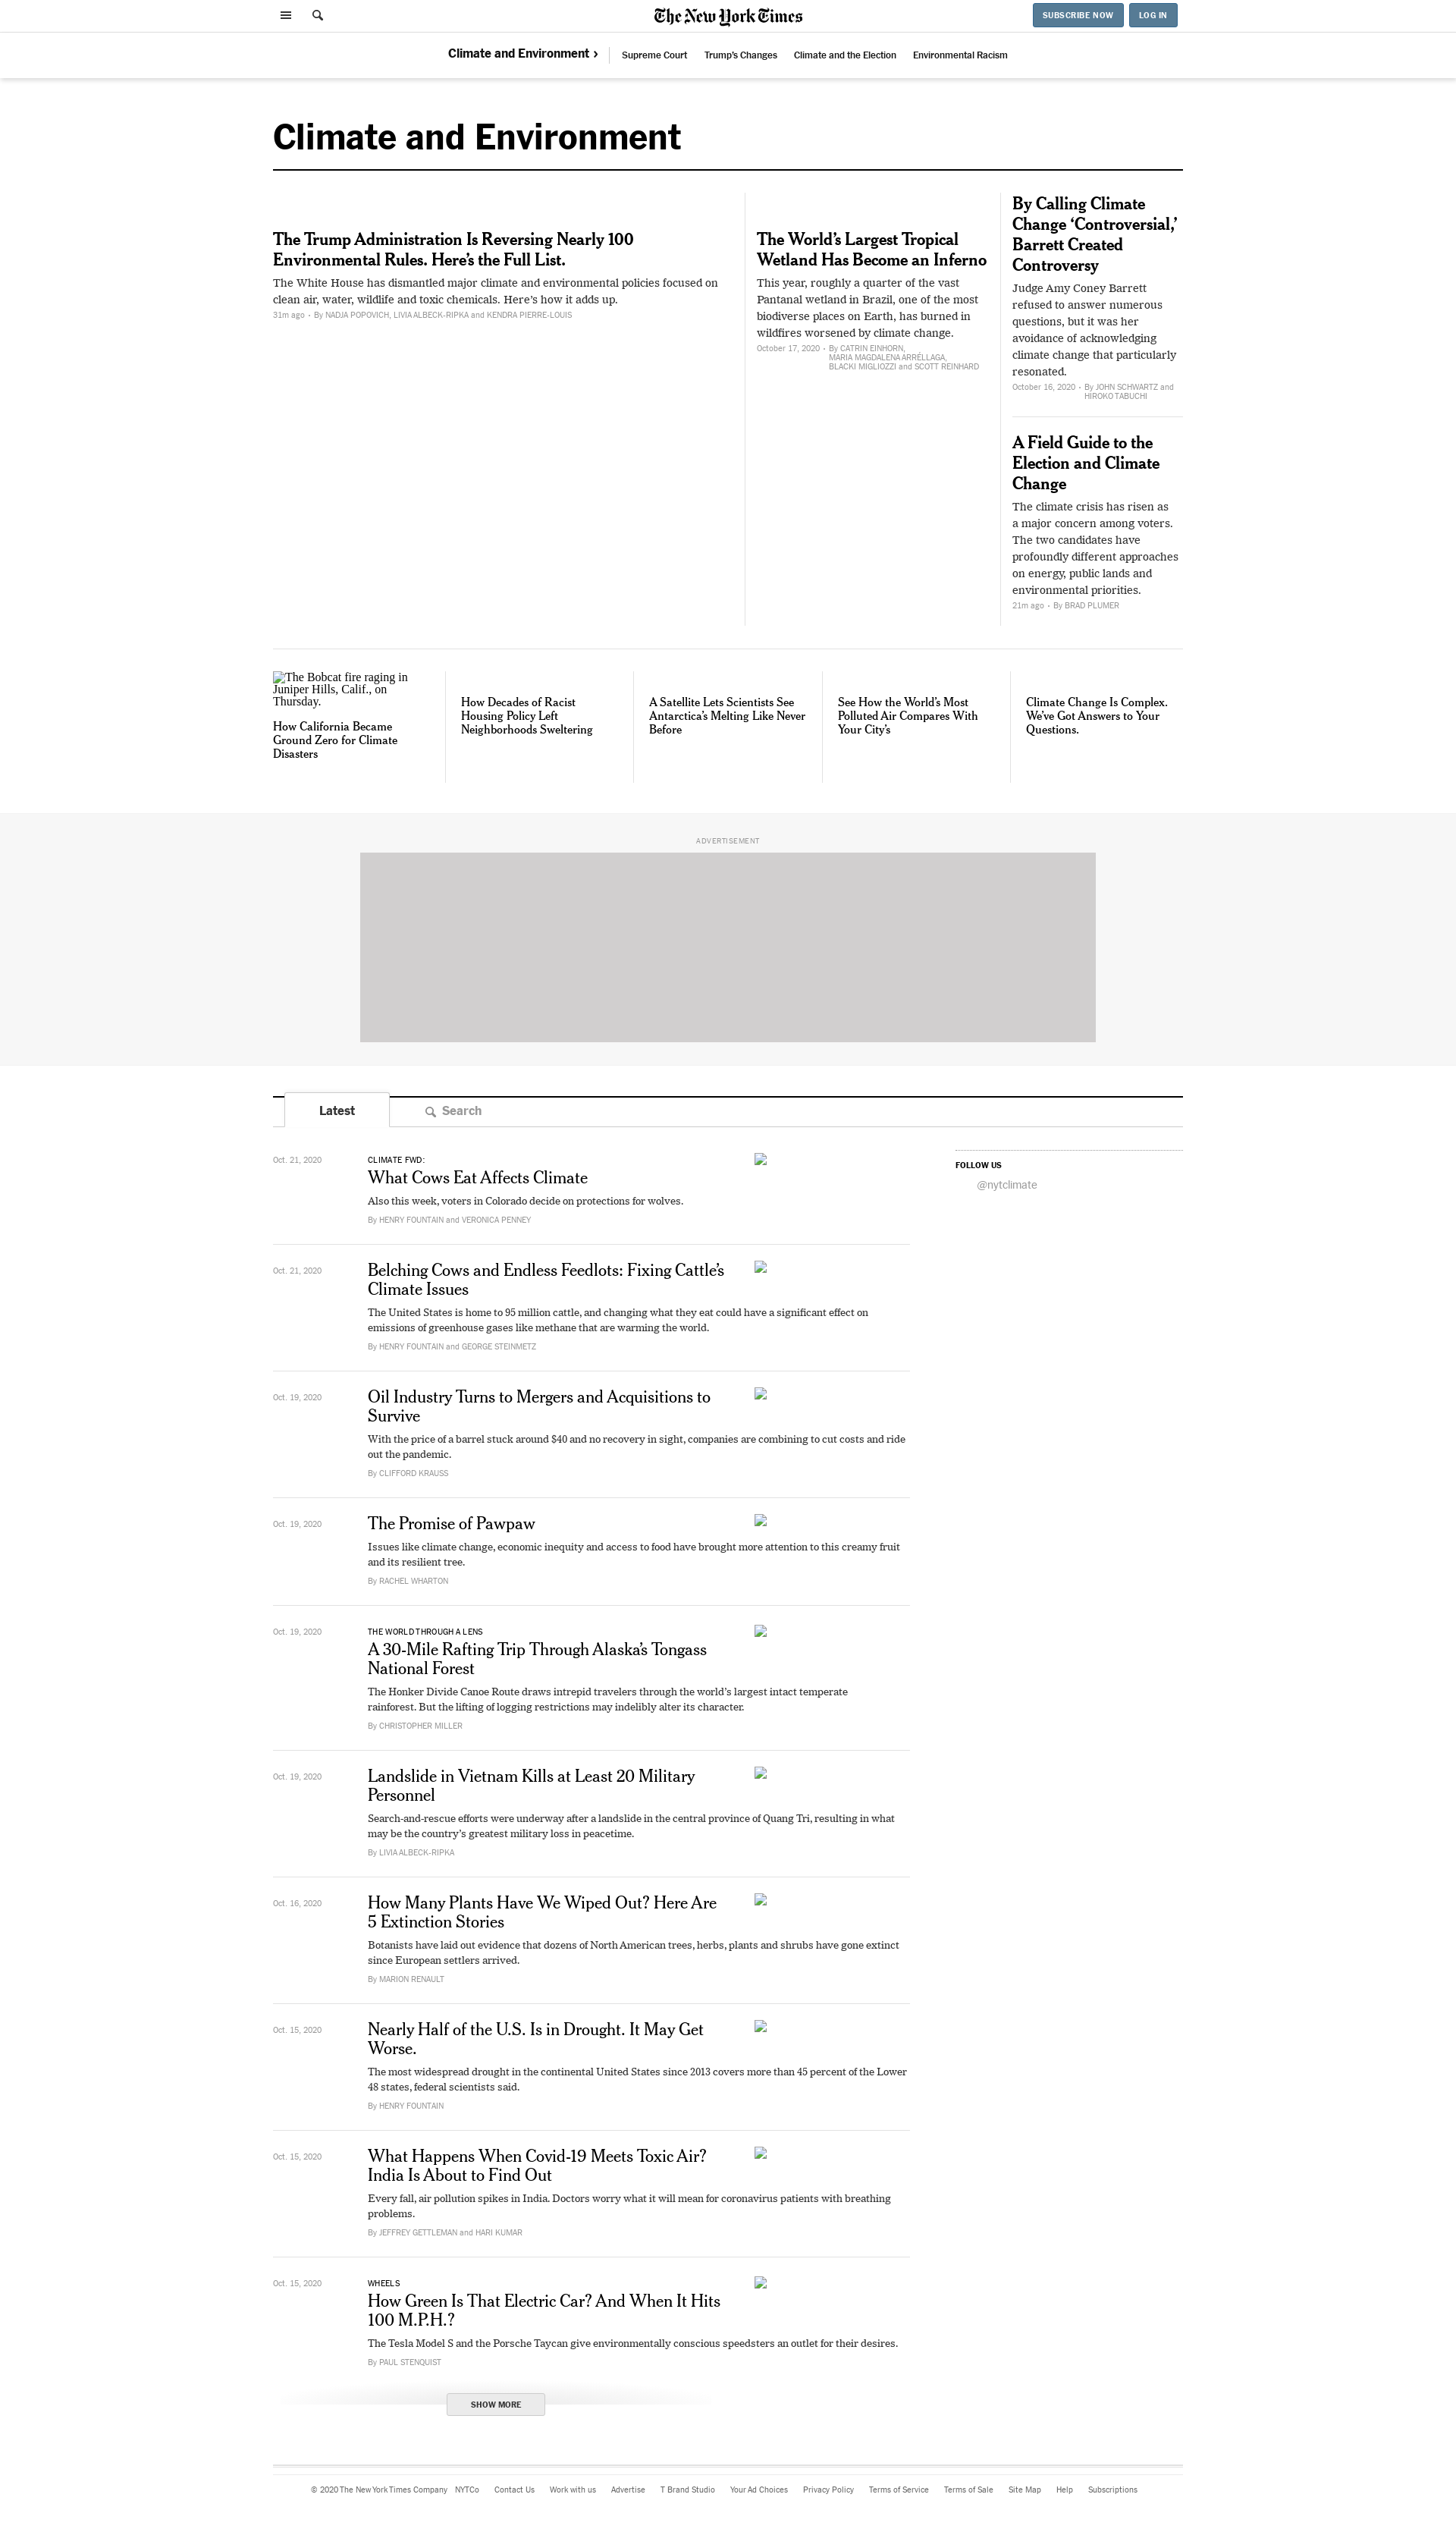 The New York Times
SUBSCRIBE NOW
LOG IN
Climate and Environment ›
Supreme Court
Trump's Changes
Climate and the Election
Environmental Racism
Climate and Environment
The Trump Administration Is Reversing Nearly 100
Environmental Rules. Here's the Full List.
The White House has dismantled major climate and environmental policies focused on
clean air, water, wildlife and toxic chemicals. Here's how it adds up.
31m ago • By NADJA POPOVICH, LIVIA ALBECK-RIPKA and KENDRA PIERRE-LOUIS
The World's Largest Tropical
Wetland Has Become an Inferno
This year, roughly a quarter of the vast
Pantanal wetland in Brazil, one of the most
biodiverse places on Earth, has burned in
wildfires worsened by climate change.
October 17, 2020 • By CATRIN EINHORN,
MARIA MAGDALENA ARRÉLLAGA,
BLACKI MIGLIOZZI and SCOTT REINHARD
By Calling Climate
Change ‘Controversial,’
Barrett Created
Controversy
Judge Amy Coney Barrett
refused to answer numerous
questions, but it was her
avoidance of acknowledging
climate change that particularly
resonated.
October 16, 2020 • By JOHN SCHWARTZ and
HIROKO TABUCHI
A Field Guide to the
Election and Climate
Change
The climate crisis has risen as
a major concern among voters.
The two candidates have
profoundly different approaches
on energy, public lands and
environmental priorities.
21m ago • By BRAD PLUMER
The Bobcat fire raging in
Juniper Hills, Calif., on
Thursday.
How California Became
Ground Zero for Climate
Disasters
How Decades of Racist
Housing Policy Left
Neighborhoods Sweltering
A Satellite Lets Scientists See
Antarctica's Melting Like Never
Before
See How the World's Most
Polluted Air Compares With
Your City's
Climate Change Is Complex.
We've Got Answers to Your
Questions.
ADVERTISEMENT
Latest
Search
Oct. 21, 2020
CLIMATE FWD:
What Cows Eat Affects Climate
Also this week, voters in Colorado decide on protections for wolves.
By HENRY FOUNTAIN and VERONICA PENNEY
FOLLOW US
@nytclimate
Oct. 21, 2020
Belching Cows and Endless Feedlots: Fixing Cattle's
Climate Issues
The United States is home to 95 million cattle, and changing what they eat could have a significant effect on
emissions of greenhouse gases like methane that are warming the world.
By HENRY FOUNTAIN and GEORGE STEINMETZ
Oct. 19, 2020
Oil Industry Turns to Mergers and Acquisitions to
Survive
With the price of a barrel stuck around $40 and no recovery in sight, companies are combining to cut costs and ride
out the pandemic.
By CLIFFORD KRAUSS
Oct. 19, 2020
The Promise of Pawpaw
Issues like climate change, economic inequity and access to food have brought more attention to this creamy fruit
and its resilient tree.
By RACHEL WHARTON
Oct. 19, 2020
THE WORLD THROUGH A LENS
A 30-Mile Rafting Trip Through Alaska's Tongass
National Forest
The Honker Divide Canoe Route draws intrepid travelers through the world's largest intact temperate
rainforest. But the lifting of logging restrictions may indelibly alter its character.
By CHRISTOPHER MILLER
Oct. 19, 2020
Landslide in Vietnam Kills at Least 20 Military
Personnel
Search-and-rescue efforts were underway after a landslide in the central province of Quang Tri, resulting in what
may be the country's greatest military loss in peacetime.
By LIVIA ALBECK-RIPKA
Oct. 16, 2020
How Many Plants Have We Wiped Out? Here Are
5 Extinction Stories
Botanists have laid out evidence that dozens of North American trees, herbs, plants and shrubs have gone extinct
since European settlers arrived.
By MARION RENAULT
Oct. 15, 2020
Nearly Half of the U.S. Is in Drought. It May Get
Worse.
The most widespread drought in the continental United States since 2013 covers more than 45 percent of the Lower
48 states, federal scientists said.
By HENRY FOUNTAIN
Oct. 15, 2020
What Happens When Covid-19 Meets Toxic Air?
India Is About to Find Out
Every fall, air pollution spikes in India. Doctors worry what it will mean for coronavirus patients with breathing
problems.
By JEFFREY GETTLEMAN and HARI KUMAR
Oct. 15, 2020
WHEELS
How Green Is That Electric Car? And When It Hits
100 M.P.H.?
The Tesla Model S and the Porsche Taycan give environmentally conscious speedsters an outlet for their desires.
By PAUL STENQUIST
SHOW MORE
© 2020 The New York Times Company
NYTCo
Contact Us
Work with us
Advertise
T Brand Studio
Your Ad Choices
Privacy Policy
Terms of Service
Terms of Sale
Site Map
Help
Subscriptions